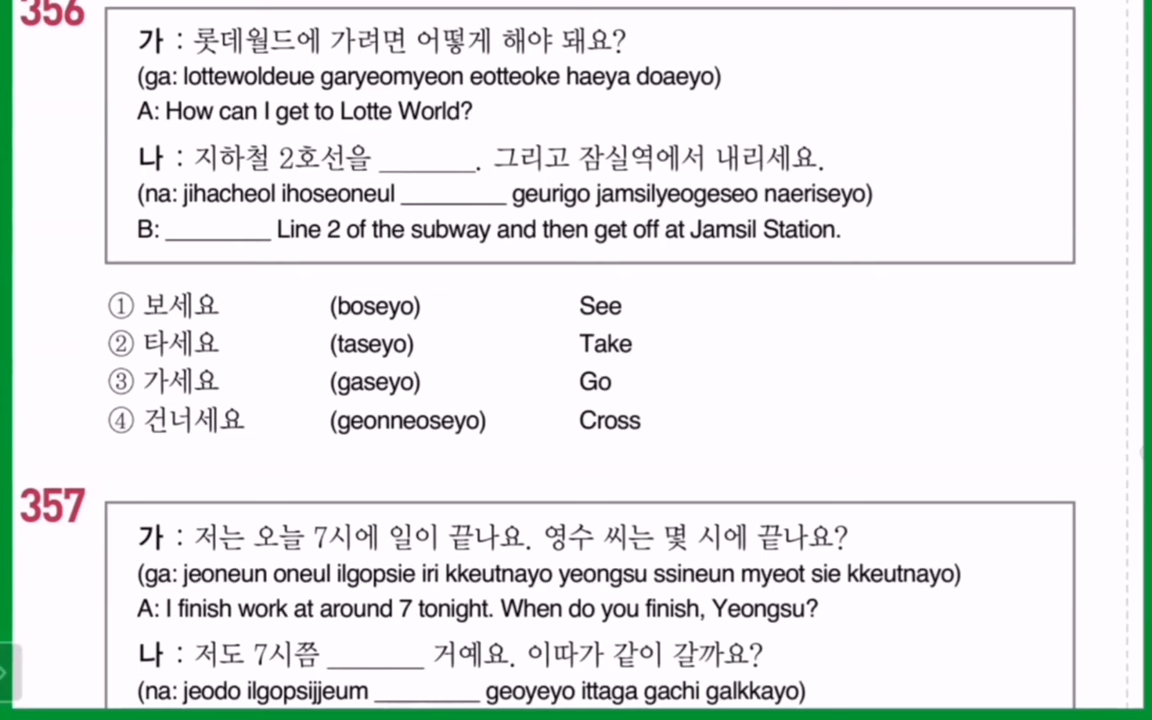 356
가 : 롯데월드에 가려면 어떻게 해야 돼요?
(ga: lottewoldeue garyeomyeon eotteoke haeya doaeyo)
A: How can I get to Lotte World?
나 : 지하철 2호선을 ________. 그리고 잠실역에서 내리세요.
(na: jihacheol ihoseoneul ________ geurigo jamsilyeogeseo naeriseyo)
B: ________ Line 2 of the subway and then get off at Jamsil Station.
① 보세요 (boseyo) See
② 타세요 (taseyo) Take
③ 가세요 (gaseyo) Go
④ 건너세요 (geonneoseyo) Cross
357
가 : 저는 오늘 7시에 일이 끝나요. 영수 씨는 몇 시에 끝나요?
(ga: jeoneun oneul ilgopsie iri kkeutnayo yeongsu ssineun myeot sie kkeutnayo)
A: I finish work at around 7 tonight. When do you finish, Yeongsu?
나 : 저도 7시쯤 ________ 거예요. 이따가 같이 갈까요?
(na: jeodo ilgopsijjeum ________ geoyeyo ittaga gachi galkkayo)